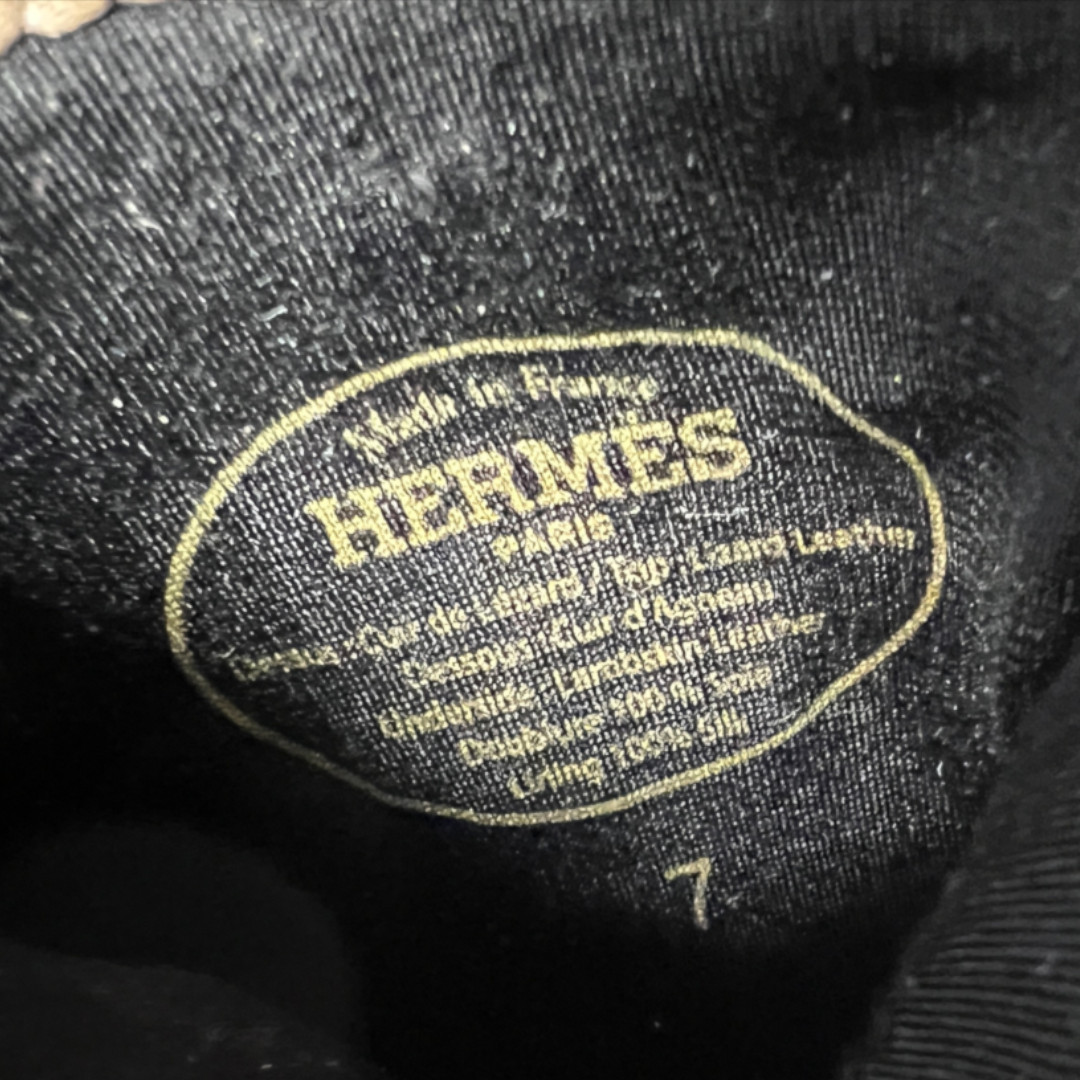 Made in France
HERMÈS
PARIS
Dessus Cuir de Lézard / Top Lizard Leather
Dessous Cuir d'Agneau
Underside Lambskin Leather
Doublure 100 % Soie
Lining 100% Silk
7